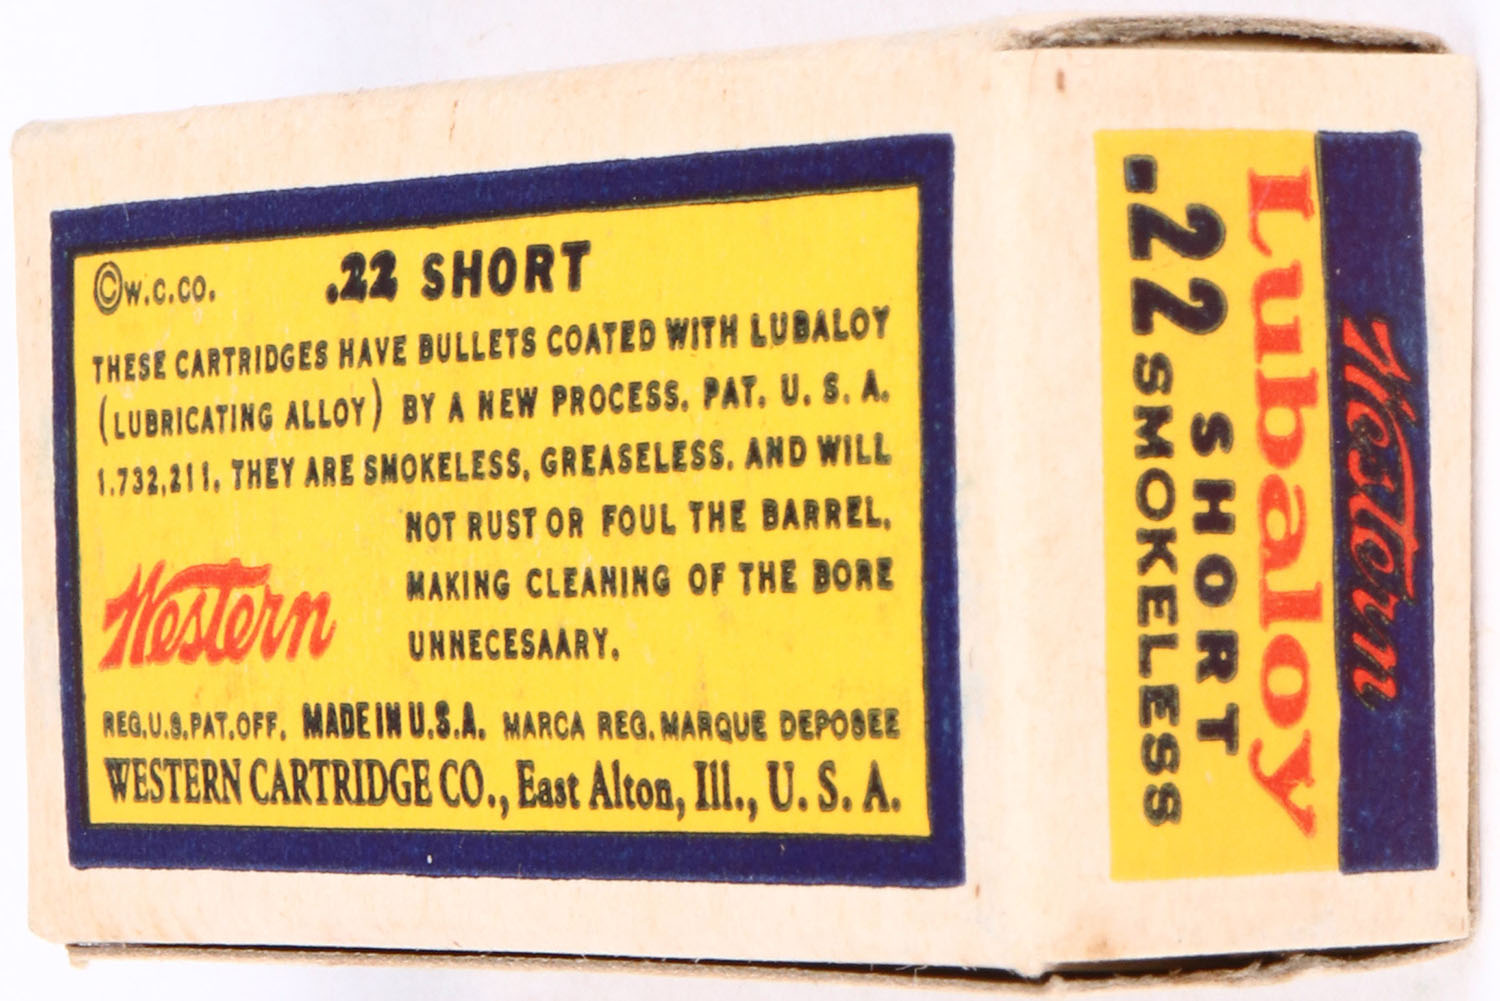 ©W.C.CO. .22 SHORT
THESE CARTRIDGES HAVE BULLETS COATED WITH LUBALOY
(LUBRICATING ALLOY) BY A NEW PROCESS. PAT. U. S. A.
1.732,211. THEY ARE SMOKELESS, GREASELESS. AND WILL
NOT RUST OR FOUL THE BARREL,
MAKING CLEANING OF THE BORE
UNNECESAARY.
Western
REG.U.S.PAT.OFF. MADE IN U.S.A. MARCA REG. MARQUE DEPOSEE
WESTERN CARTRIDGE CO., East Alton, Ill., U. S. A.
Western
Lubaloy
.22 SHORT
SMOKELESS